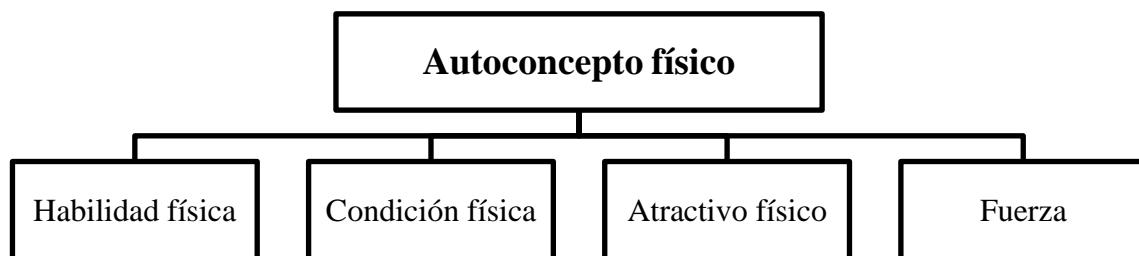 Autoconcepto físico
Habilidad física
Condición física
Atractivo físico
Fuerza